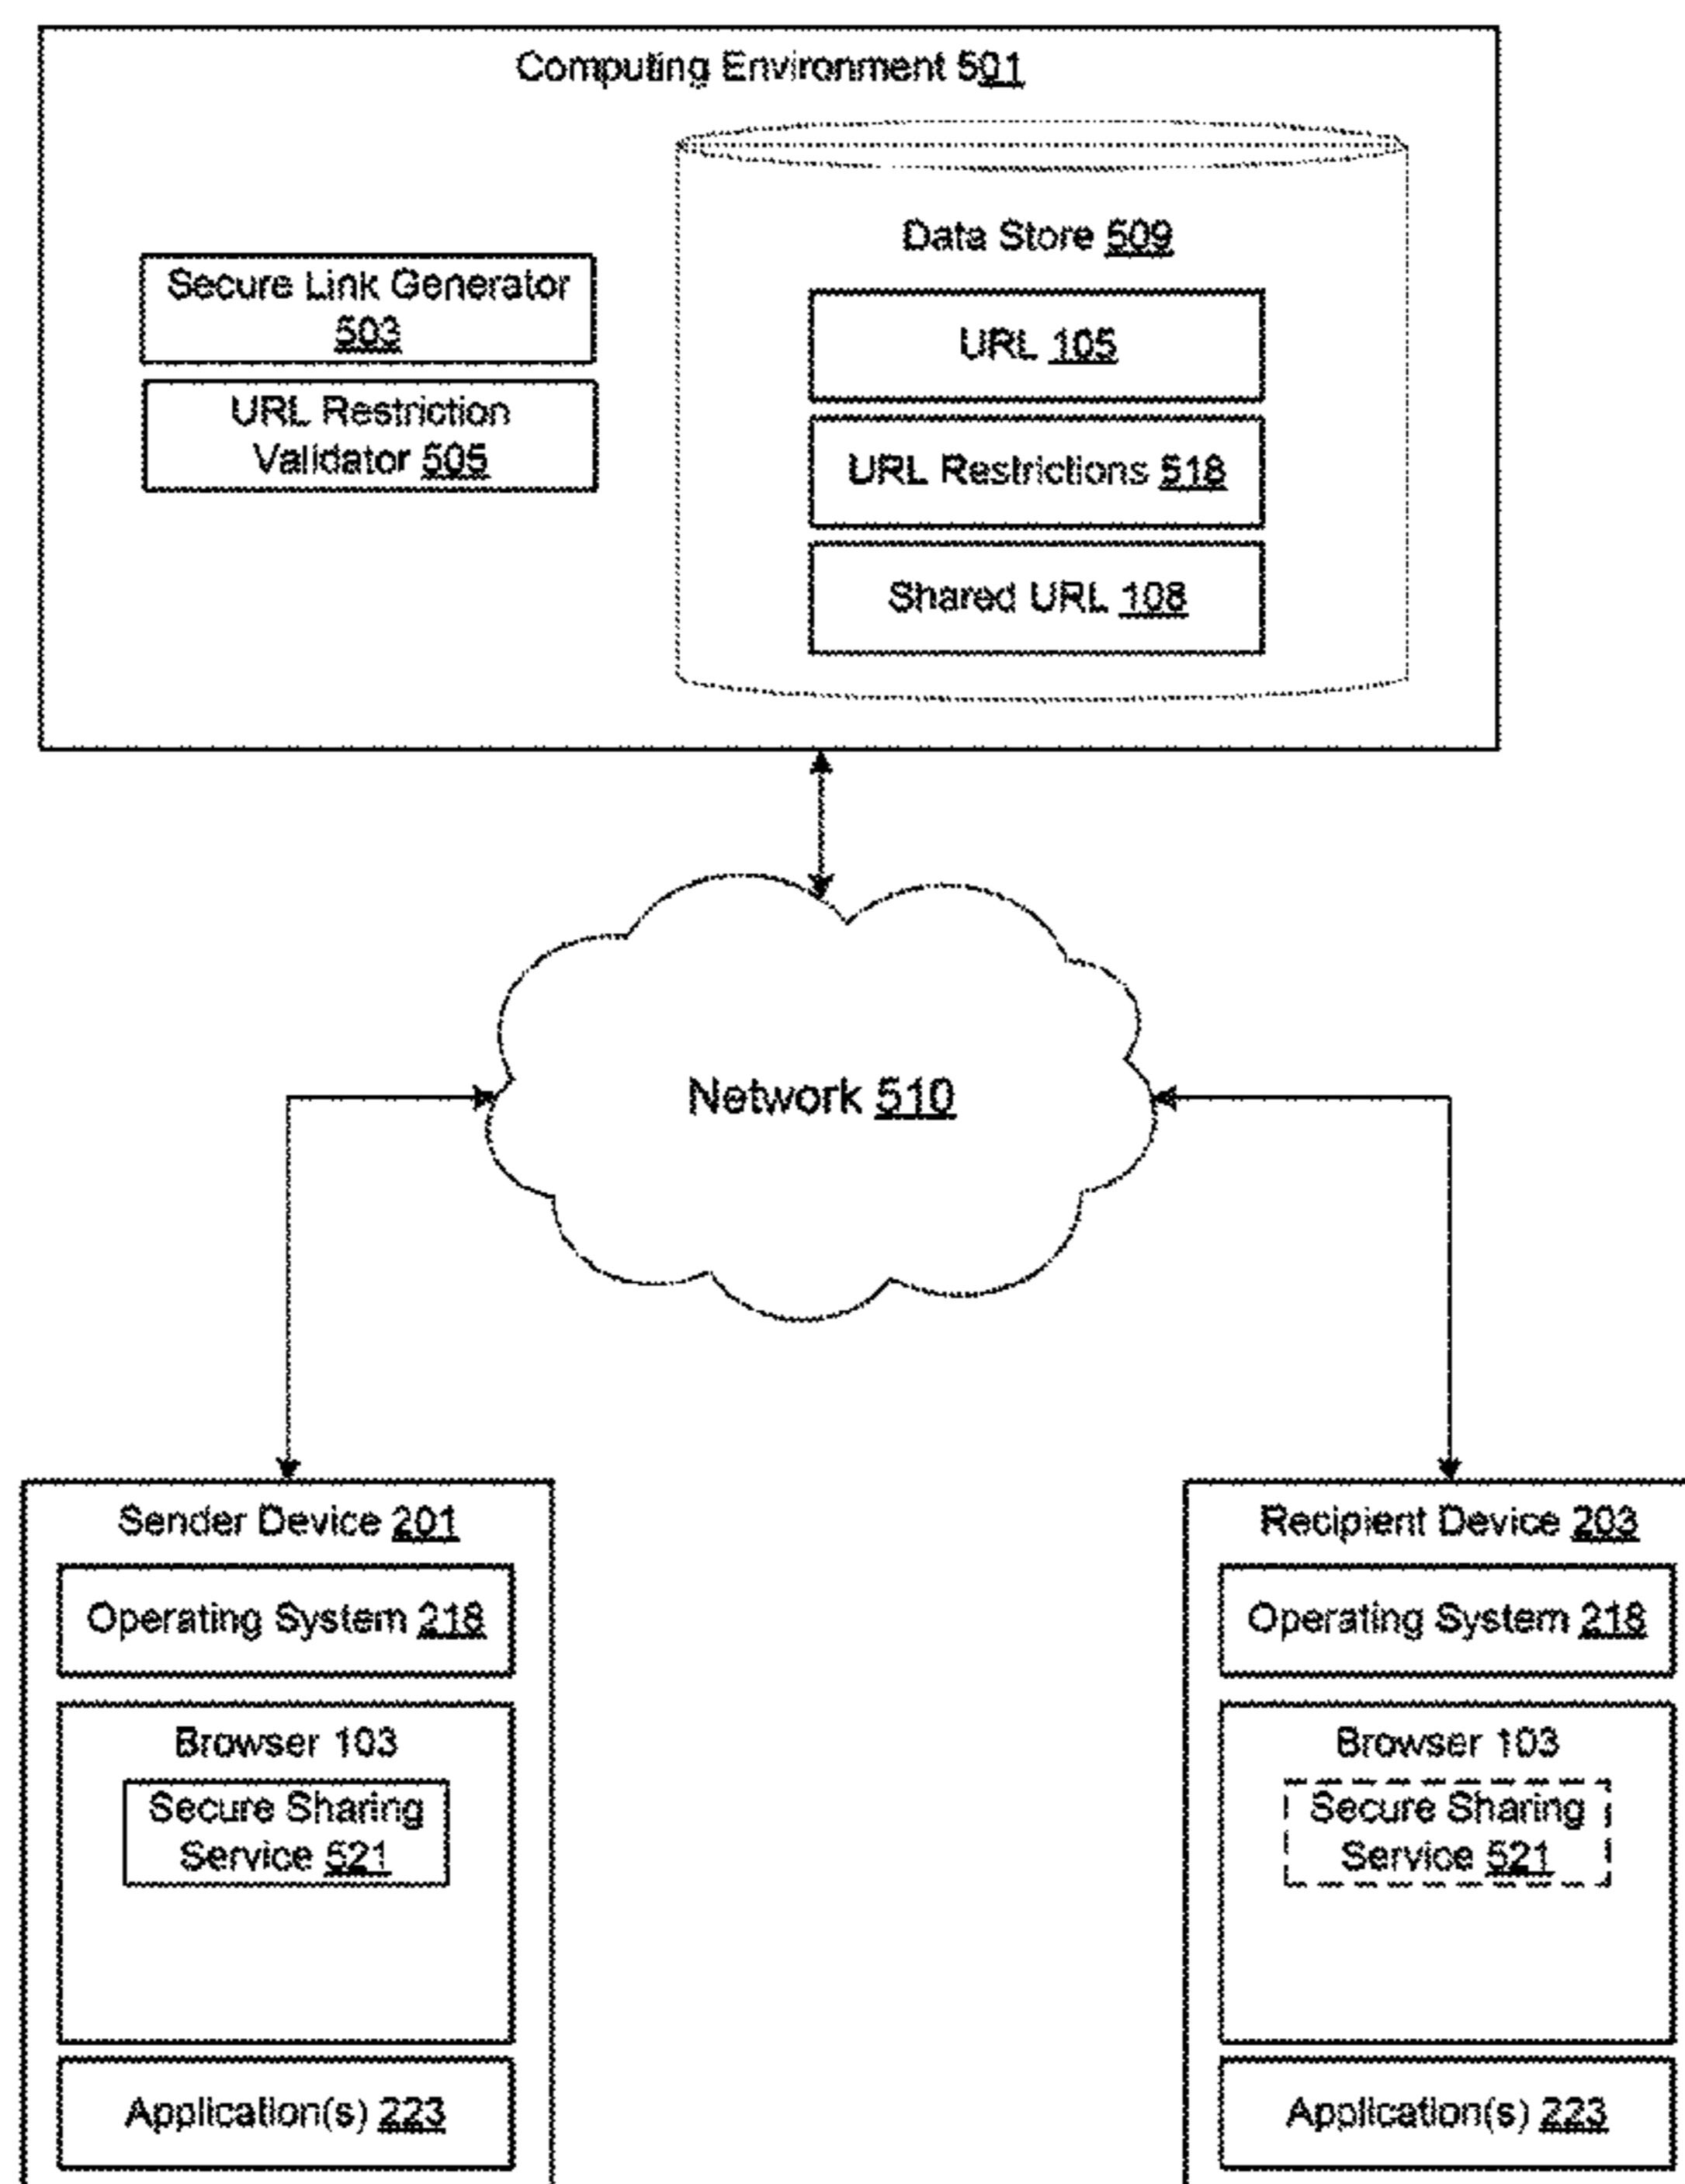 Computing Environment 501
Data Store 509
Secure Link Generator
503
URL Restriction
Validator 505
URL 105
URL Restrictions 518
Shared URL 108
Network 510
Sender Device 201
Operating System 218
Browser 103
Secure Sharing
Service 521
Application(s) 223
Recipient Device 203
Operating System 218
Browser 103
Secure Sharing
Service 521
Application(s) 223